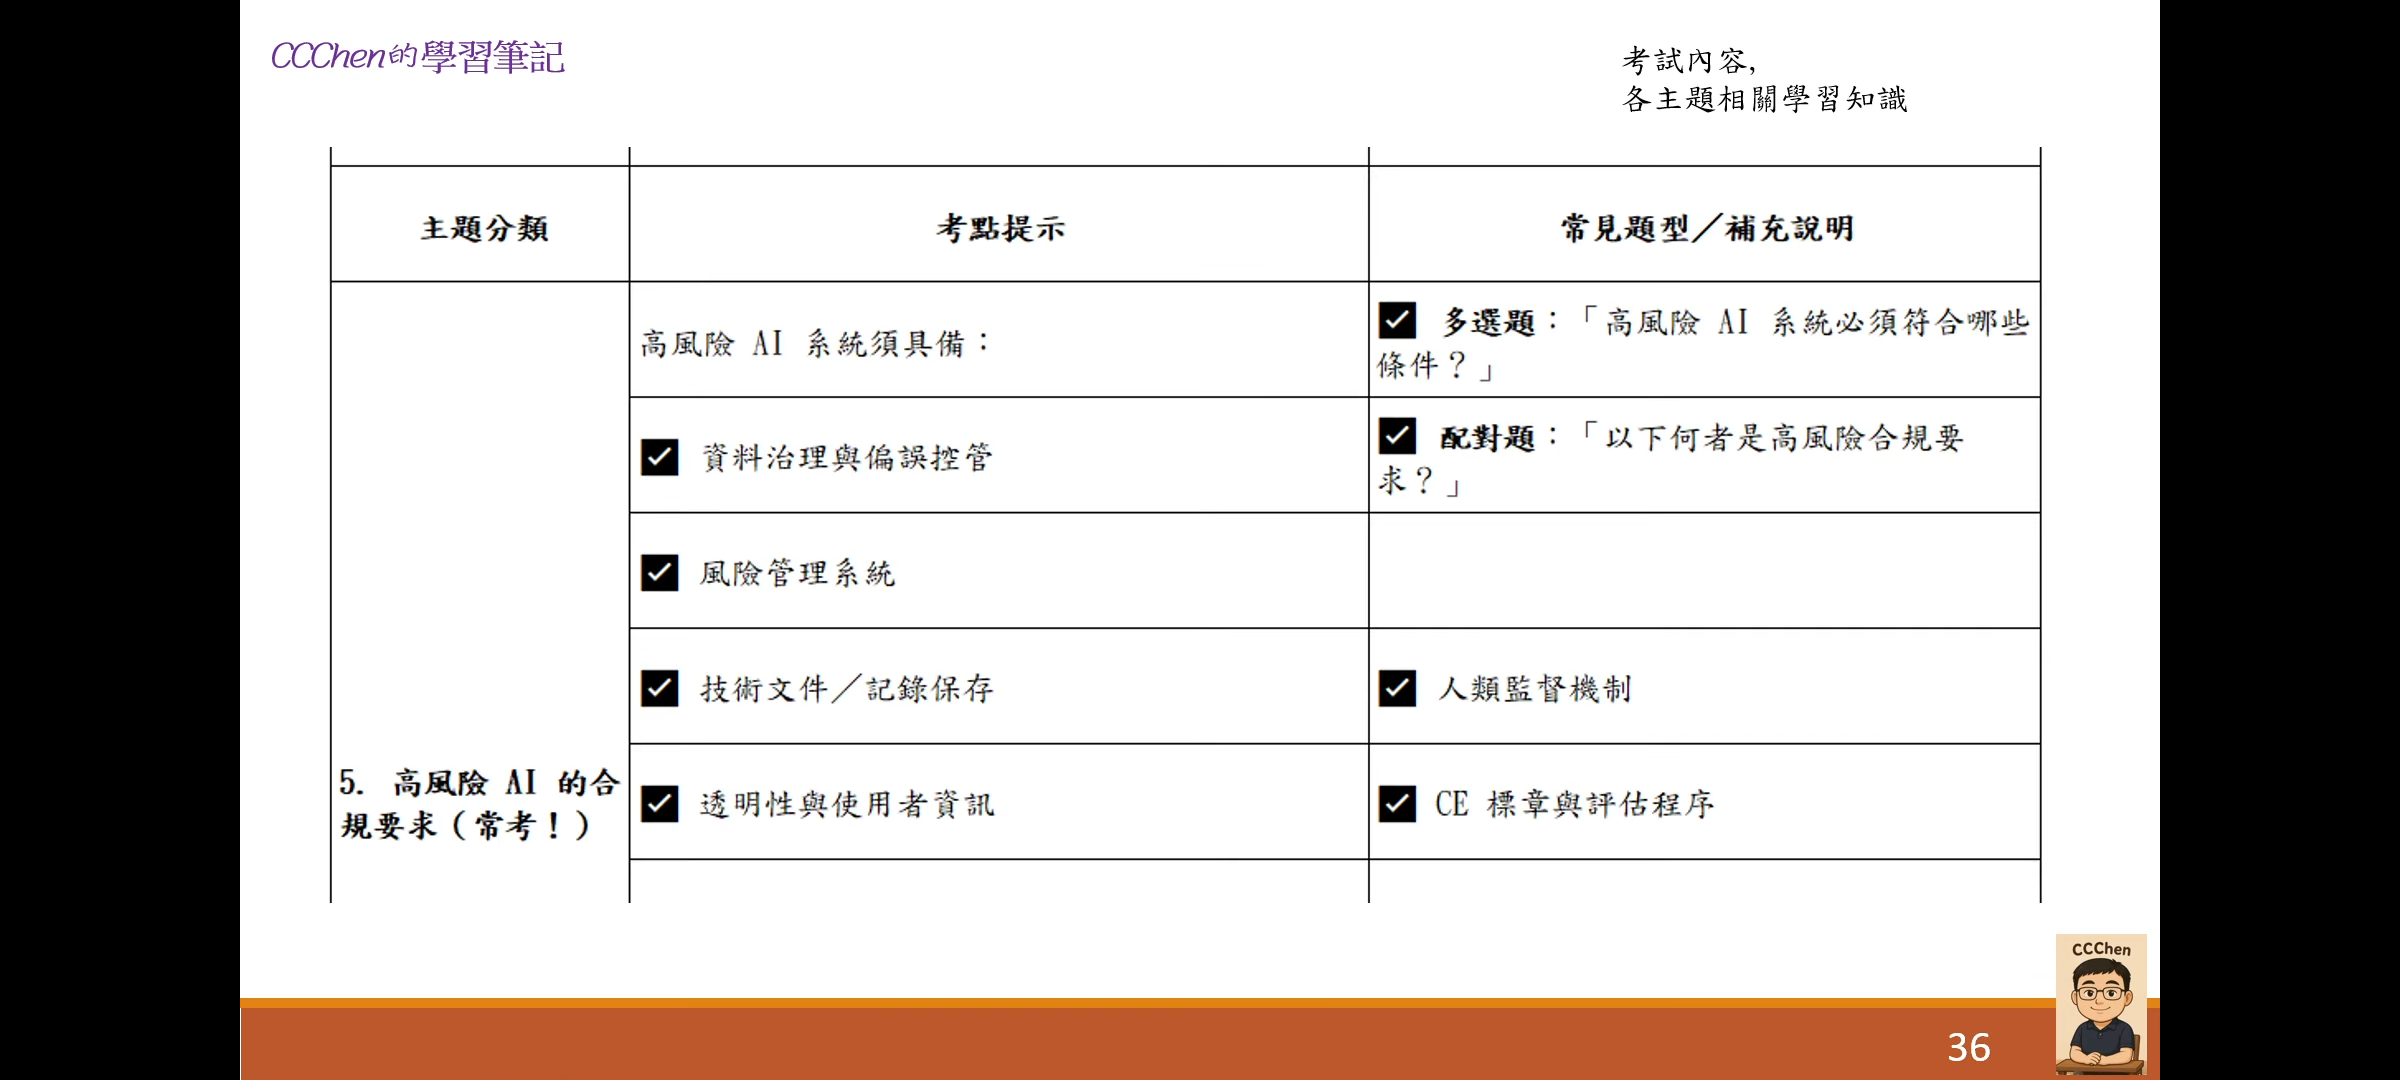 CCChen的學習筆記
考試內容,
各主題相關學習知識
主題分類
考點提示
常見題型／補充說明
高風險 AI 系統須具備：
多選題：「高風險 AI 系統必須符合哪些
條件？」
資料治理與偏誤控管
配對題：「以下何者是高風險合規要
求？」
風險管理系統
技術文件／記錄保存
人類監督機制
5. 高風險 AI 的合
規要求（常考！）
透明性與使用者資訊
CE 標章與評估程序
CCChen
36